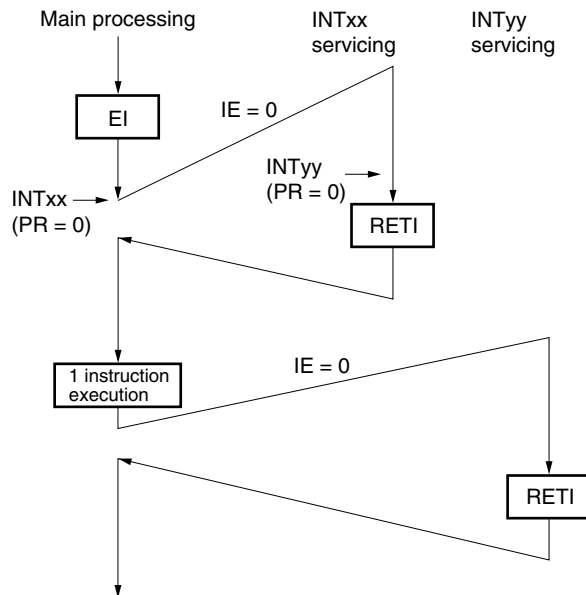 Main processing
INTxx
servicing
INTyy
servicing
EI
IE = 0
INTxx
(PR = 0)
INTyy
(PR = 0)
RETI
1 instruction
execution
IE = 0
RETI